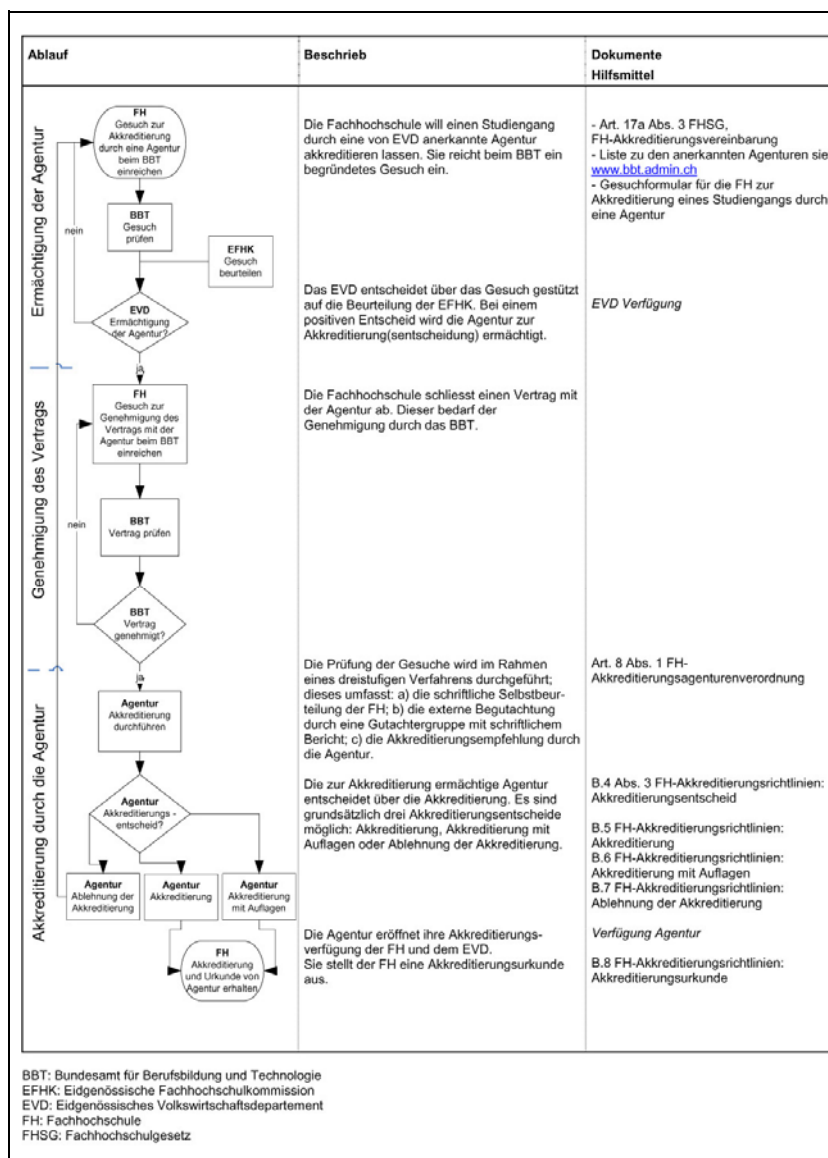 Ablauf
Beschrieb
Dokumente
Hilfsmittel
Ermächtigung der Agentur
FH
Gesuch zur
Akkreditierung
durch eine Agentur
beim BBT
einreichen
Die Fachhochschule will einen Studiengang
durch eine von EVD anerkannte Agentur
akkreditieren lassen. Sie reicht beim BBT ein
begründetes Gesuch ein.
- Art. 17a Abs. 3 FHSG,
FH-Akkreditierungsvereinbarung
- Liste zu den anerkannten Agenturen sie
www.bbt.admin.ch
- Gesuchformular für die FH zur
Akkreditierung eines Studiengangs durch
eine Agentur
BBT
Gesuch
prüfen
nein
EFHK
Gesuch
beurteilen
EVD
Ermächtigung
der Agentur?
Das EVD entscheidet über das Gesuch gestützt
auf die Beurteilung der EFHK. Bei einem
positiven Entscheid wird die Agentur zur
Akkreditierung(sentscheidung) ermächtigt.
EVD Verfügung
ja
Genehmigung des Vertrags
FH
Gesuch zur
Genehmigung des
Vertrags mit der
Agentur beim BBT
einreichen
Die Fachhochschule schliesst einen Vertrag mit
der Agentur ab. Dieser bedarf der
Genehmigung durch das BBT.
nein
BBT
Vertrag prüfen
BBT
Vertrag
genehmigt?
ja
Akkreditierung durch die Agentur
Agentur
Akkreditierung
durchführen
Die Prüfung der Gesuche wird im Rahmen
eines dreistufigen Verfahrens durchgeführt;
dieses umfasst: a) die schriftliche Selbstbeur-
teilung der FH; b) die externe Begutachtung
durch eine Gutachtergruppe mit schriftlichem
Bericht; c) die Akkreditierungsempfehlung durch
die Agentur.
Art. 8 Abs. 1 FH-
Akkreditierungsagenturenverordnung
Agentur
Akkreditierungs -
entscheid?
Die zur Akkreditierung ermächtige Agentur
entscheidet über die Akkreditierung. Es sind
grundsätzlich drei Akkreditierungsentscheide
möglich: Akkreditierung, Akkreditierung mit
Auflagen oder Ablehnung der Akkreditierung.
B.4 Abs. 3 FH-Akkreditierungsrichtlinien:
Akkreditierungsentscheid
B.5 FH-Akkreditierungsrichtlinien:
Akkreditierung
B.6 FH-Akkreditierungsrichtlinien:
Akkreditierung mit Auflagen
B.7 FH-Akkreditierungsrichtlinien:
Ablehnung der Akkreditierung
Agentur
Ablehnung der
Akkreditierung
Agentur
Akkreditierung
Agentur
Akkreditierung
mit Auflagen
FH
Akkreditierung
und Urkunde von
Agentur erhalten
Die Agentur eröffnet ihre Akkreditierungs-
verfügung der FH und dem EVD.
Sie stellt der FH eine Akkreditierungsurkunde
aus.
Verfügung Agentur
B.8 FH-Akkreditierungsrichtlinien:
Akkreditierungsurkunde
BBT: Bundesamt für Berufsbildung und Technologie
EFHK: Eidgenössische Fachhochschulkommission
EVD: Eidgenössisches Volkswirtschaftsdepartement
FH: Fachhochschule
FHSG: Fachhochschulgesetz